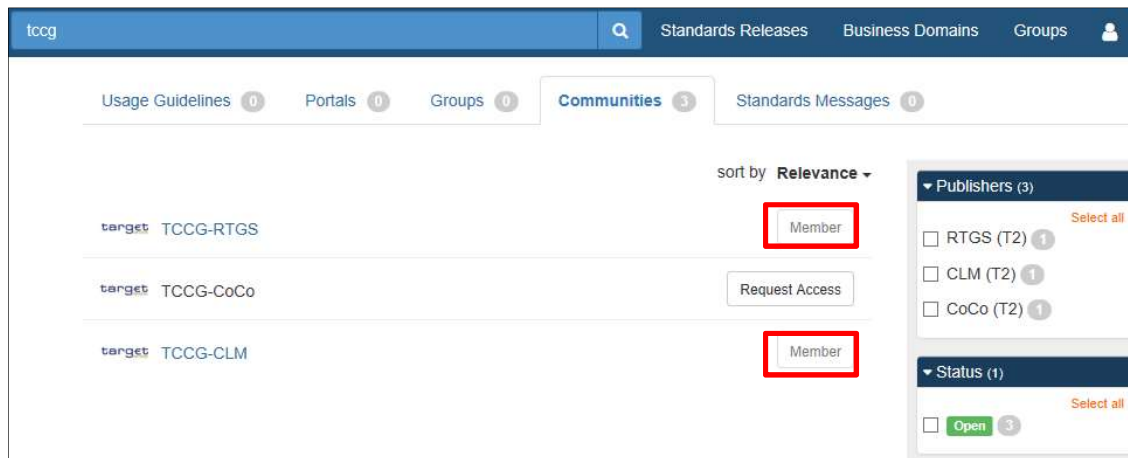 tccg Standards Releases Business Domains Groups
Usage Guidelines 0 Portals 0 Groups 0 Communities 3 Standards Messages 0
sort by Relevance
target TCCG-RTGS Member
target TCCG-CoCo Request Access
target TCCG-CLM Member
Publishers (3)
Select all
RTGS (T2) 1
CLM (T2) 1
CoCo (T2) 1
Status (1)
Select all
Open 3